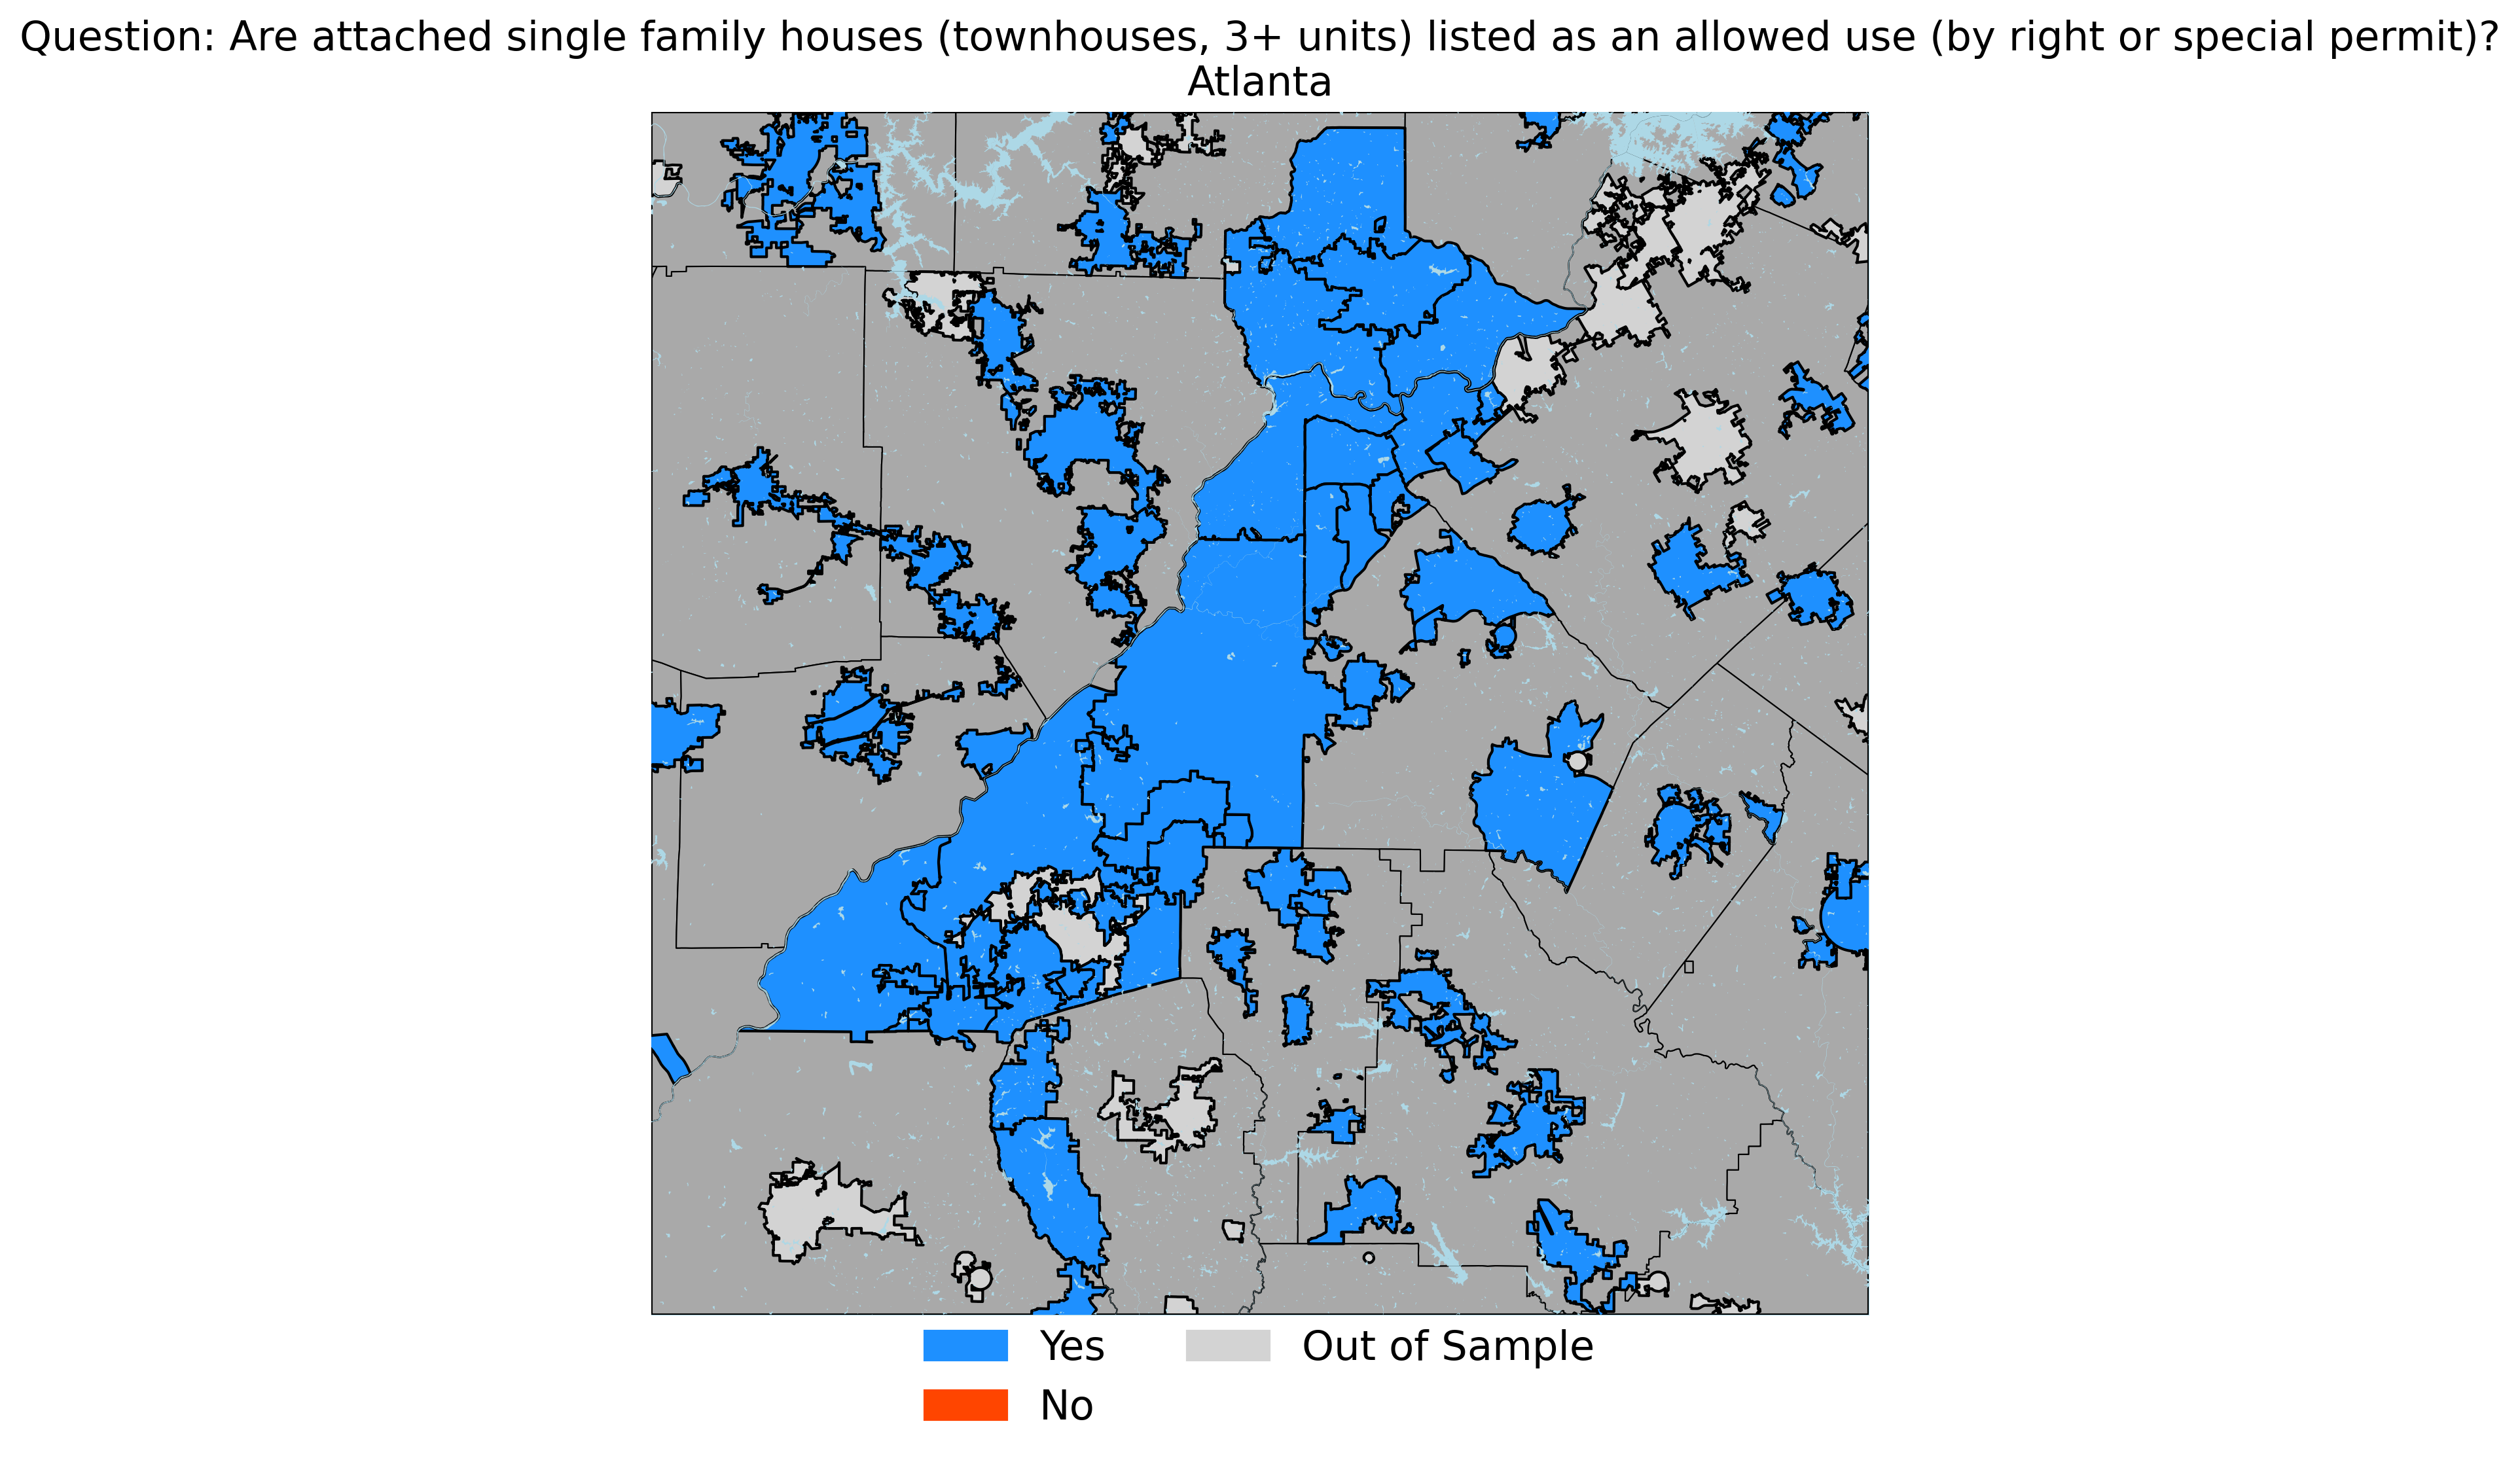 Question: Are attached single family houses (townhouses, 3+ units) listed as an allowed use (by right or special permit)?
Atlanta
Yes
Out of Sample
No